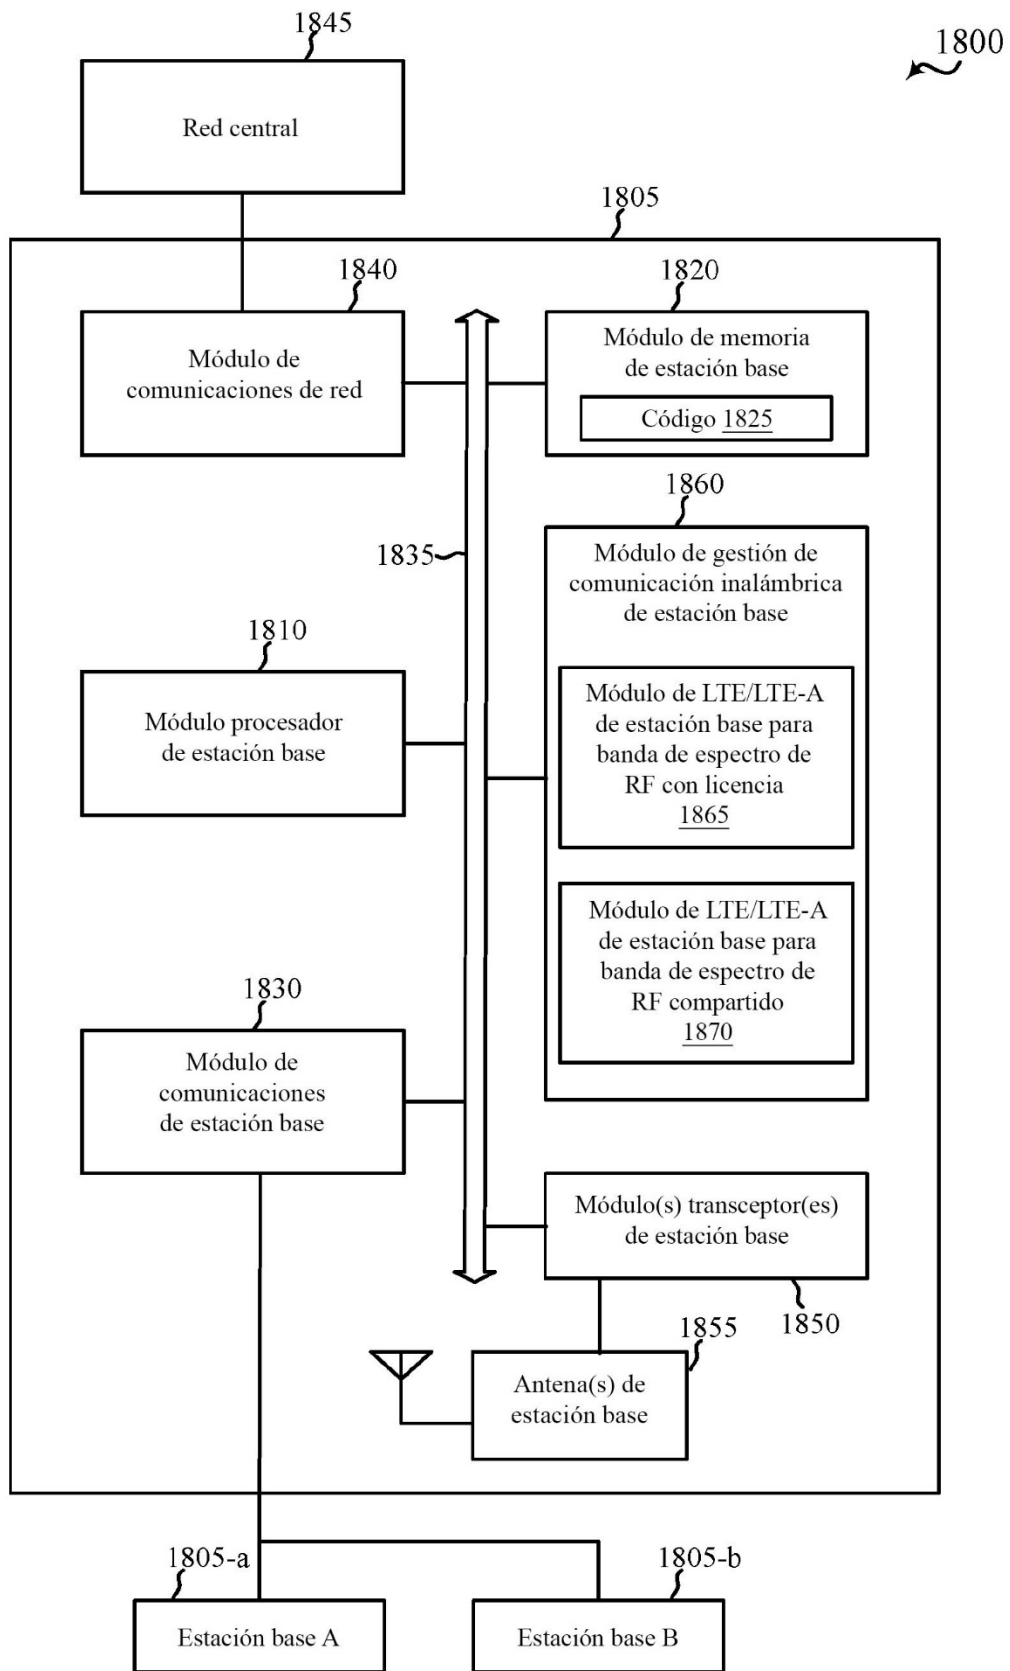 1845
1800
Red central
1805
1840
Módulo de
comunicaciones de red
1820
Módulo de memoria
de estación base
Código 1825
1835
1860
Módulo de gestión de
comunicación inalámbrica
de estación base
Módulo de LTE/LTE-A
de estación base para
banda de espectro de
RF con licencia
1865
Módulo de LTE/LTE-A
de estación base para
banda de espectro de
RF compartido
1870
1810
Módulo procesador
de estación base
1830
Módulo de
comunicaciones
de estación base
Módulo(s) transceptor(es)
de estación base
1850
1855
Antena(s) de
estación base
1805-a
Estación base A
1805-b
Estación base B